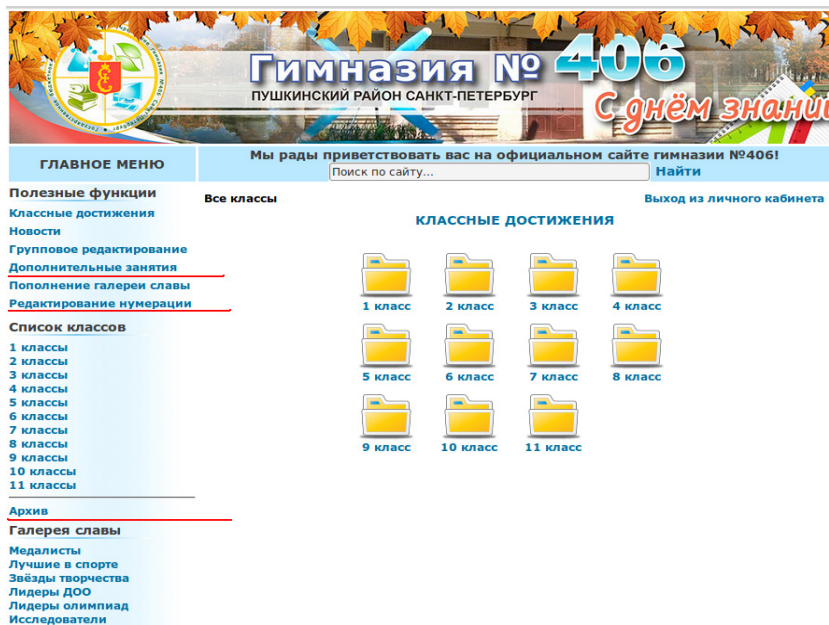 Гимназия № 406
ПУШКИНСКИЙ РАЙОН САНКТ-ПЕТЕРБУРГ
С днём знаний
ГЛАВНОЕ МЕНЮ
Мы рады приветствовать вас на официальном сайте гимназии №406!
Поиск по сайту... Найти
Полезные функции
Классные достижения
Новости
Групповое редактирование
Дополнительные занятия
Пополнение галереи славы
Редактирование нумерации
Список классов
1 классы
2 классы
3 классы
4 классы
5 классы
6 классы
7 классы
8 классы
9 классы
10 классы
11 классы
Архив
Галерея славы
Медалисты
Лучшие в спорте
Звёзды творчества
Лидеры ДОО
Лидеры олимпиад
Исследователи
Все классы Выход из личного кабинета
КЛАССНЫЕ ДОСТИЖЕНИЯ
1 класс 2 класс 3 класс 4 класс
5 класс 6 класс 7 класс 8 класс
9 класс 10 класс 11 класс